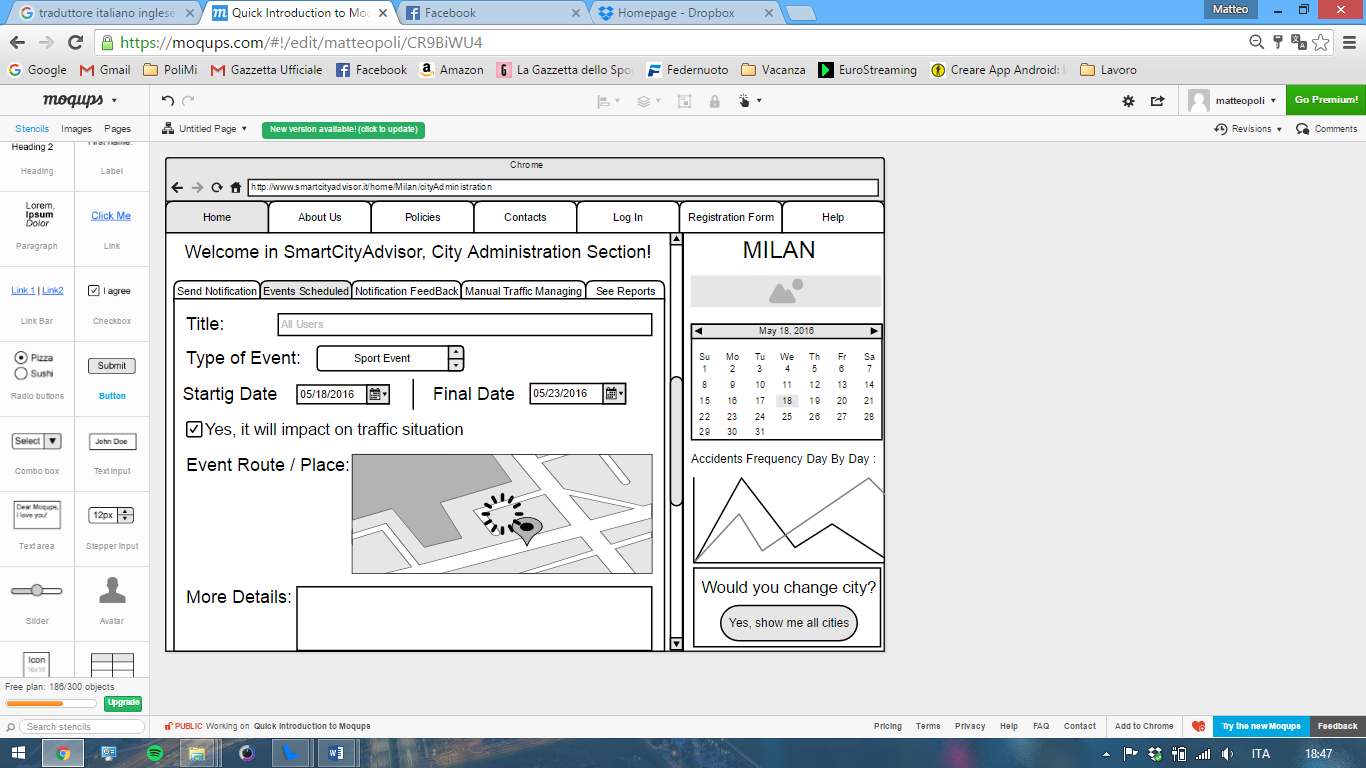 traduttore italiano inglese
Quick Introduction to Moq
Facebook
Homepage - Dropbox
Matteo
https://moqups.com/#!/edit/matteopoli/CR9BiWU4
Google
Gmail
PoliMi
Gazzetta Ufficiale
Facebook
Amazon
La Gazzetta dello Spo
Federnuoto
Vacanza
EuroStreaming
Creare App Android:
Lavoro
moqups
matteopoli
Go Premium!
Stencils Images Pages
Untitled Page
New version available! (click to update)
Revisions
Comments
Heading 2
Heading
First name:
Label
Lorem,
Ipsum
Dolor
Paragraph
Click Me
Link
Link 1 | Link2
Link Bar
I agree
Checkbox
Pizza
Sushi
Radio buttons
Submit
Button
Select
Combo box
John Doe
Text input
Dear Moqups,
I love you!
Text area
12px
Stepper input
Slider
Avatar
Icon
16x16
Free plan: 186/300 objects
Upgrade
Search stencils
Chrome
http://www.smartcityadvisor.it/home/Milan/cityAdministration
Home
About Us
Policies
Contacts
Log In
Registration Form
Help
Welcome in SmartCityAdvisor, City Administration Section!
Send Notification
Events Scheduled
Notification FeedBack
Manual Traffic Managing
See Reports
Title:
All Users
Type of Event:
Sport Event
Startig Date
05/18/2016
Final Date
05/23/2016
Yes, it will impact on traffic situation
Event Route / Place:
More Details:
MILAN
May 18, 2016
Su Mo Tu We Th Fr Sa
1 2 3 4 5 6 7
8 9 10 11 12 13 14
15 16 17 18 19 20 21
22 23 24 25 26 27 28
29 30 31
Accidents Frequency Day By Day :
Would you change city?
Yes, show me all cities
PUBLIC Working on Quick Introduction to Moqups
Pricing
Terms
Privacy
Help
FAQ
Contact
Add to Chrome
Try the new Moqups
Feedback
ITA
18:47